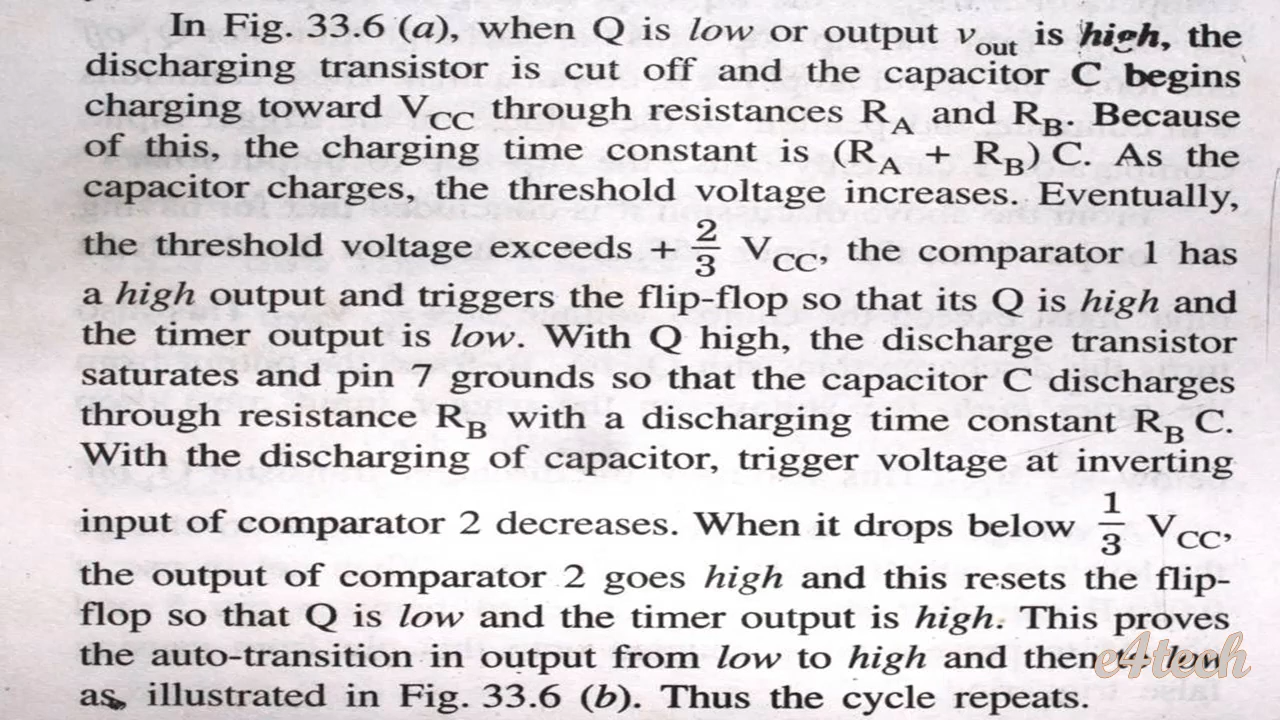 In Fig. 33.6 (a), when Q is low or output vout is high, the
discharging transistor is cut off and the capacitor C begins
charging toward VCC through resistances RA and RB. Because
of this, the charging time constant is (RA + RB) C. As the
capacitor charges, the threshold voltage increases. Eventually,
the threshold voltage exceeds + 2/3 VCC, the comparator 1 has
a high output and triggers the flip-flop so that its Q is high and
the timer output is low. With Q high, the discharge transistor
saturates and pin 7 grounds so that the capacitor C discharges
through resistance RB with a discharging time constant RB C.
With the discharging of capacitor, trigger voltage at inverting
input of comparator 2 decreases. When it drops below 1/3 VCC,
the output of comparator 2 goes high and this resets the flip-
flop so that Q is low and the timer output is high. This proves
the auto-transition in output from low to high and then to low
as illustrated in Fig. 33.6 (b). Thus the cycle repeats.
e4tech